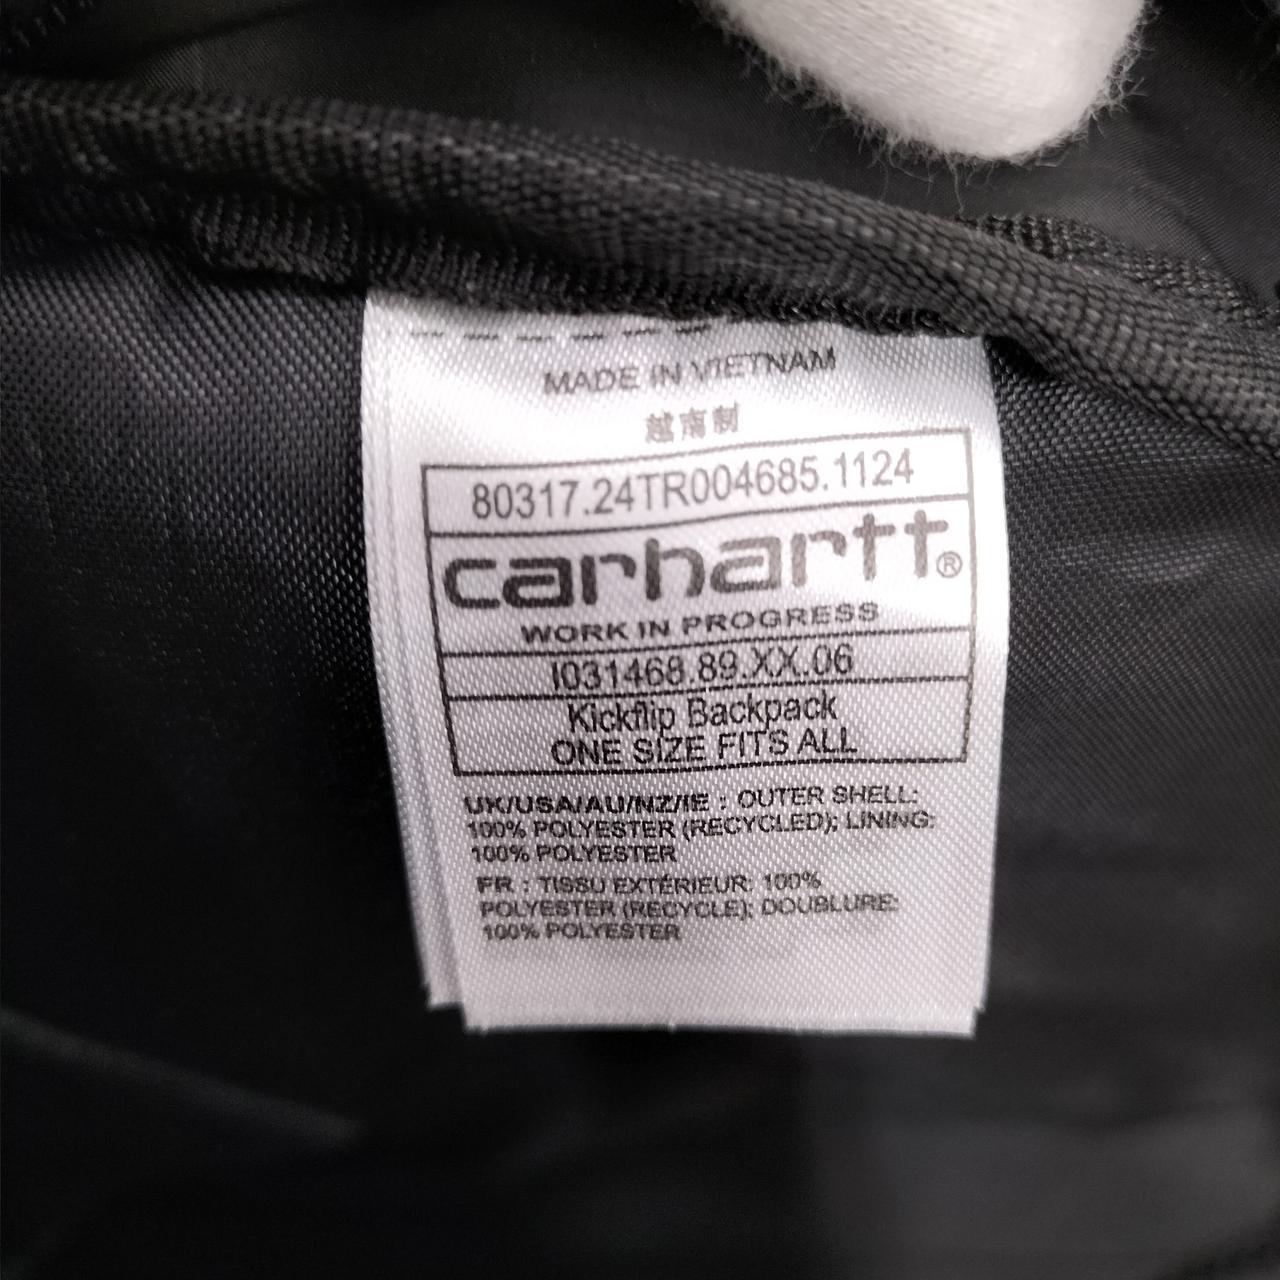 MADE IN VIETNAM
越南制
80317.24TR004685.1124
carhartt®
WORK IN PROGRESS
I031468.89.XX.06
Kickflip Backpack
ONE SIZE FITS ALL
UK/USA/AU/NZ/IE : OUTER SHELL:
100% POLYESTER (RECYCLED); LINING:
100% POLYESTER
FR : TISSU EXTÉRIEUR: 100%
POLYESTER (RECYCLE); DOUBLURE:
100% POLYESTER